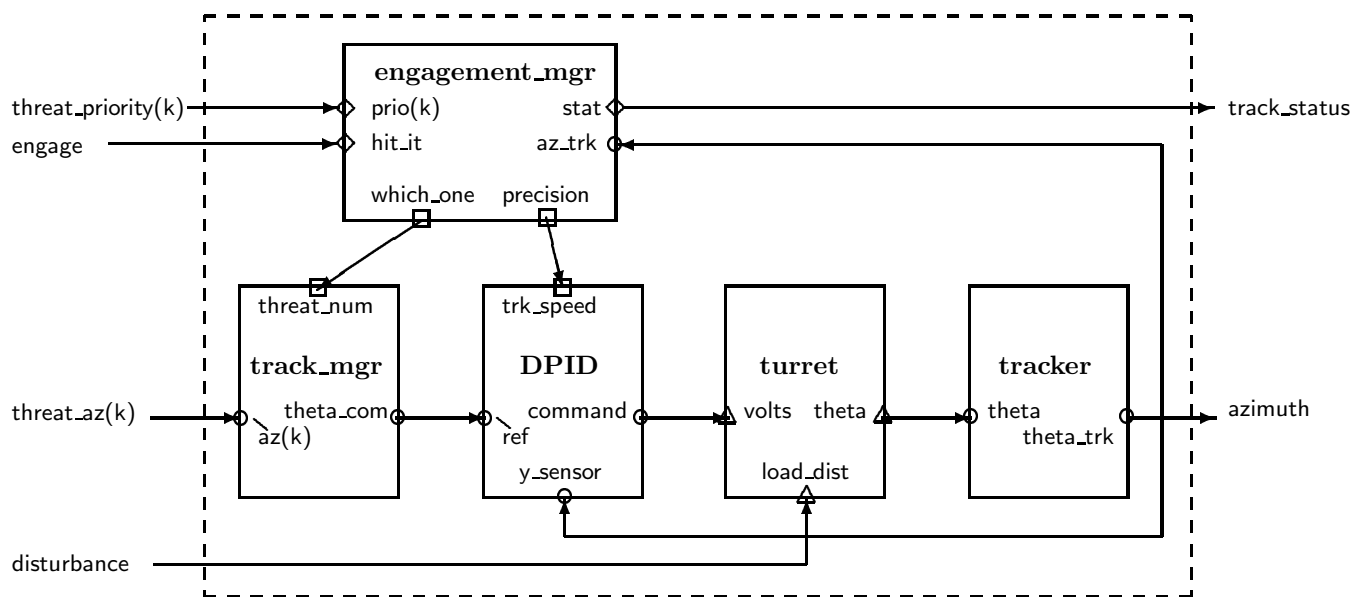 engagement_mgr
threat_priority(k)
prio(k)
stat
track_status
engage
hit_it
az_trk
which_one
precision
threat_num
trk_speed
track_mgr
DPID
turret
tracker
threat_az(k)
az(k)
theta_com
ref
command
y_sensor
volts
theta
load_dist
theta
theta_trk
azimuth
disturbance